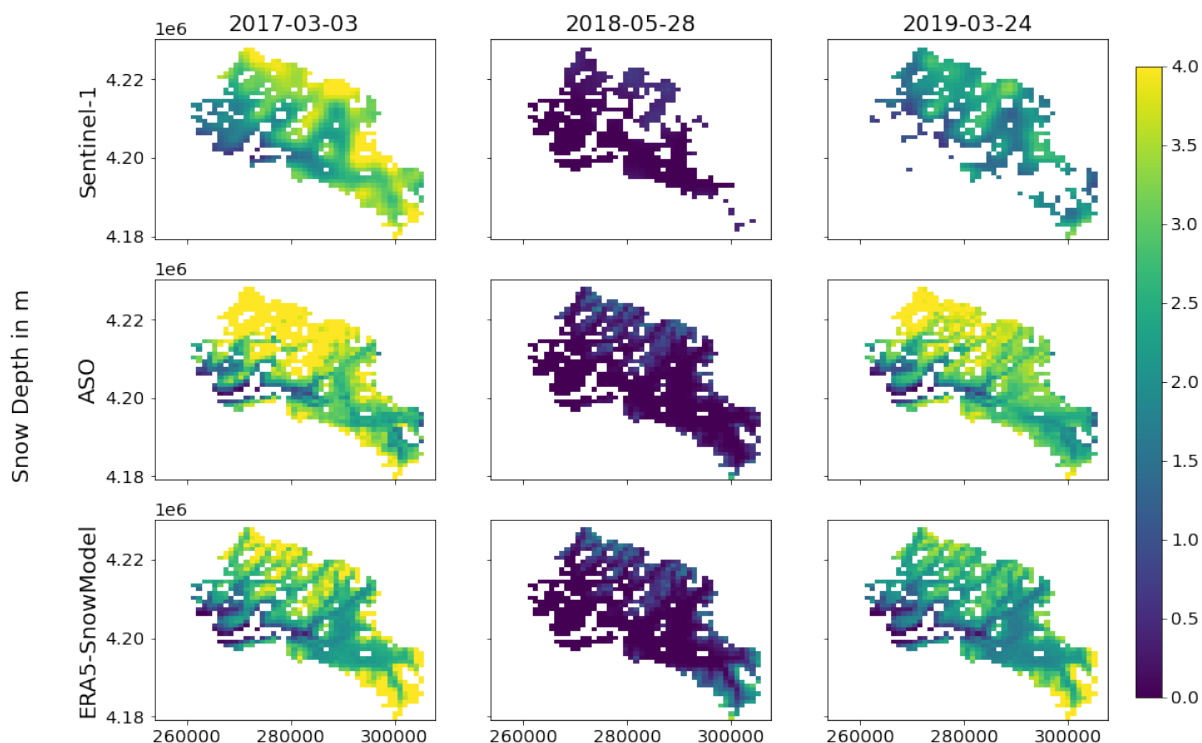 2017-03-03 2018-05-28 2019-03-24
1e6
4.22
4.20
4.18
Sentinel-1
1e6
4.22
4.20
4.18
ASO
1e6
4.22
4.20
4.18
ERA5-SnowModel
260000 280000 300000 260000 280000 300000 260000 280000 300000
Snow Depth in m
4.0
3.5
3.0
2.5
2.0
1.5
1.0
0.5
0.0